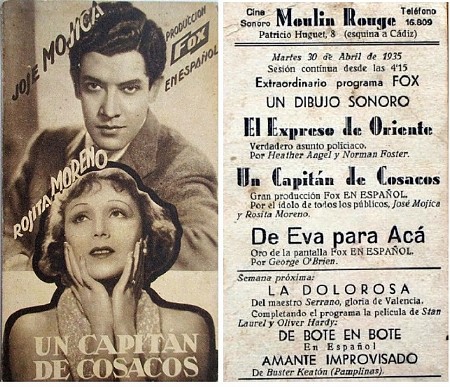 JOSE MOJICA
PRODUCCION
FOX
EN ESPAÑOL
ROSITA MORENO
UN CAPITAN
DE COSACOS
Cine
Sonoro
Moulin Rouge
Teléfono
16.809
Patricio Huguet, 8 (esquina a Cádiz)
Martes 30 de Abril de 1935
Sesión contínua desde las 4'15
Extraordinario programa FOX
UN DIBUJO SONORO
El Expreso de Oriente
Verdadero asunto policíaco.
Por Heather Angel y Norman Foster.
Un Capitán de Cosacos
Gran producción Fox EN ESPAÑOL.
Por el ídolo de todos los públicos, José Mojica
y Rosita Moreno.
De Eva para Acá
Oro de la pantalla Fox EN ESPAÑOL.
Por George O'Brien.
Semana próxima:
LA DOLOROSA
Del maestro Serrano, gloria de Valencia.
Completando el programa la película de Stan
Laurel y Oliver Hardy:
DE BOTE EN BOTE
En Español
AMANTE IMPROVISADO
De Buster Keatón (Pamplinas).